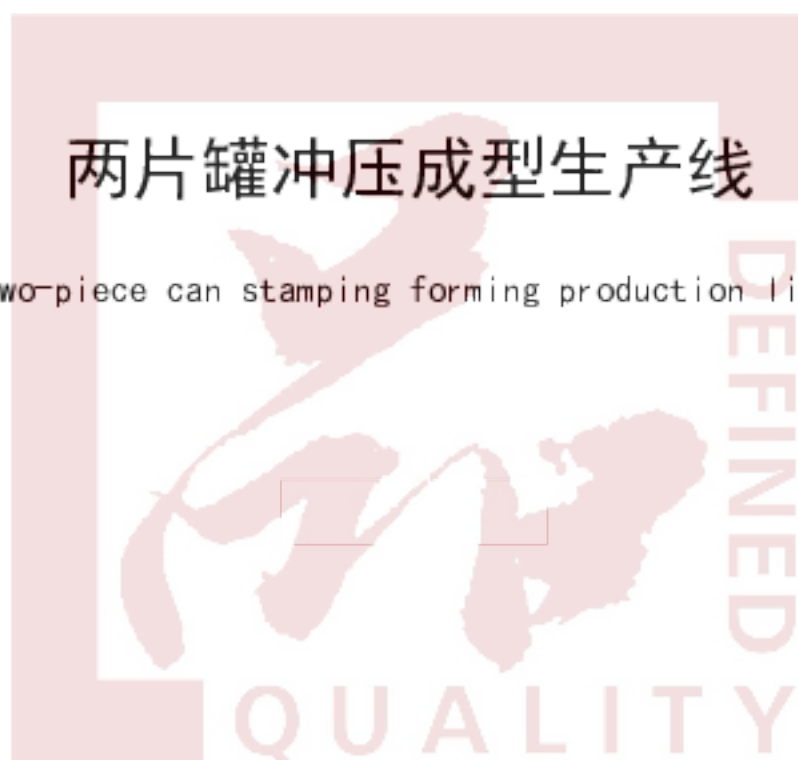 两片罐冲压成型生产线
wo-piece can stamping forming production li
DEFINED
QUALITY